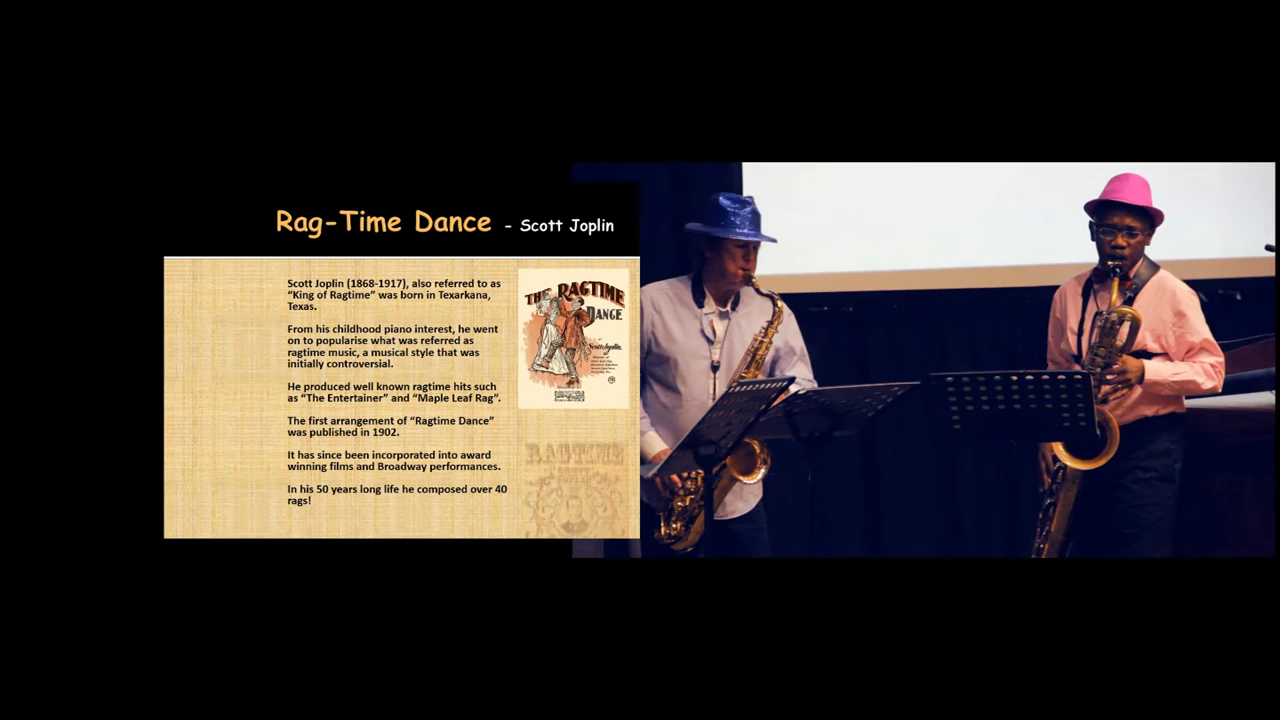 Rag-Time Dance - Scott Joplin
Scott Joplin (1868-1917), also referred to as
“King of Ragtime” was born in Texarkana,
Texas.
From his childhood piano interest, he went
on to popularise what was referred as
ragtime music, a musical style that was
initially controversial.
He produced well known ragtime hits such
as “The Entertainer” and “Maple Leaf Rag”.
The first arrangement of “Ragtime Dance”
was published in 1902.
It has since been incorporated into award
winning films and Broadway performances.
In his 50 years long life he composed over 40
rags!
THE RAGTIME
DANCE
BY
Scott Joplin
RAGTIME